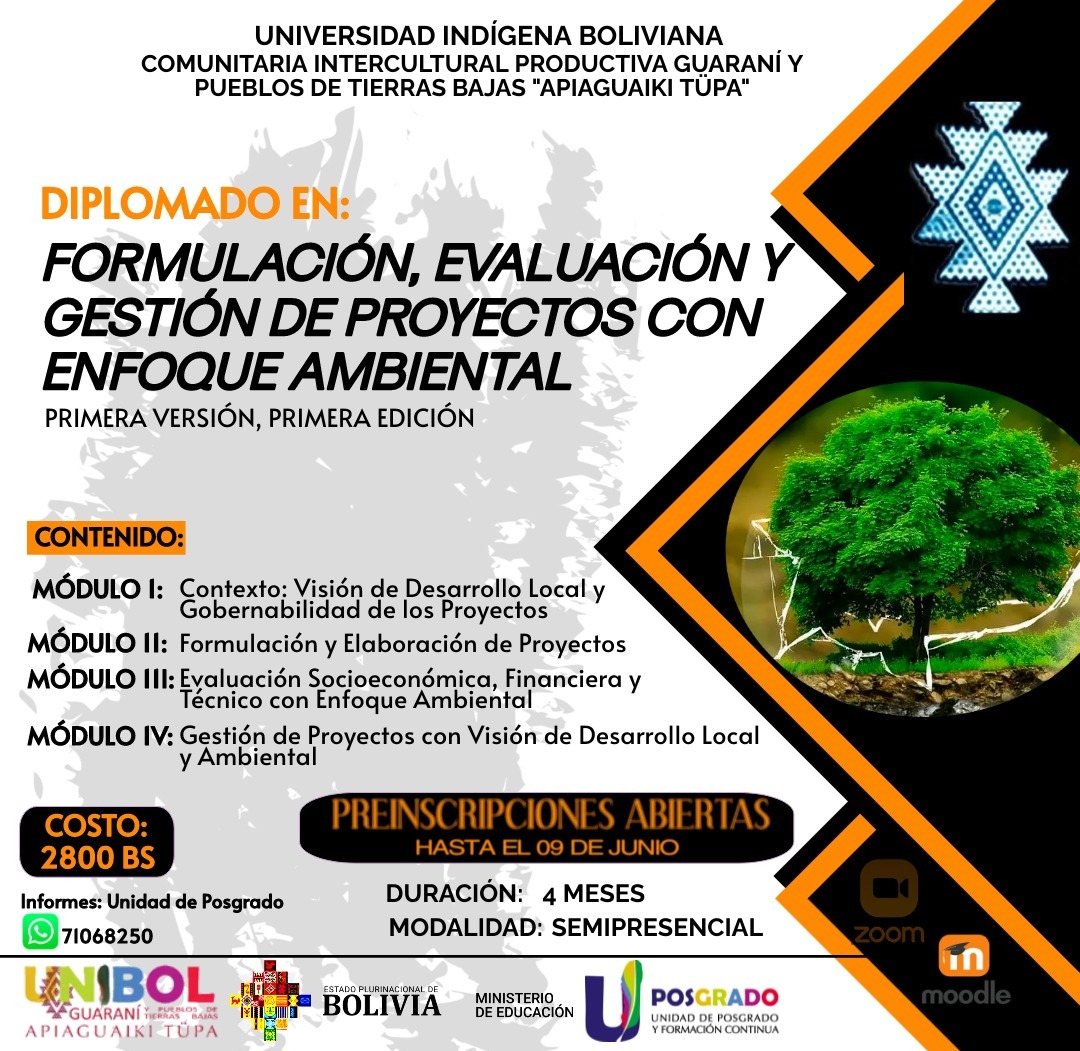 UNIVERSIDAD INDÍGENA BOLIVIANA
COMUNITARIA INTERCULTURAL PRODUCTIVA GUARANÍ Y
PUEBLOS DE TIERRAS BAJAS "APIAGUAIKI TÜPA"
DIPLOMADO EN:
FORMULACIÓN, EVALUACIÓN Y
GESTIÓN DE PROYECTOS CON
ENFOQUE AMBIENTAL
PRIMERA VERSIÓN, PRIMERA EDICIÓN
CONTENIDO:
MÓDULO I: Contexto: Visión de Desarrollo Local y
Gobernabilidad de los Proyectos
MÓDULO II: Formulación y Elaboración de Proyectos
MÓDULO III: Evaluación Socioeconómica, Financiera y
Técnico con Enfoque Ambiental
MÓDULO IV: Gestión de Proyectos con Visión de Desarrollo Local
y Ambiental
COSTO:
2800 BS
PREINSCRIPCIONES ABIERTAS
HASTA EL 09 DE JUNIO
Informes: Unidad de Posgrado
71068250
DURACIÓN: 4 MESES
MODALIDAD: SEMIPRESENCIAL
zoom
moodle
UNIBOL
GUARANÍ Y PUEBLOS DE
TIERRAS BAJAS
APIAGUAIKI TÜPA
ESTADO PLURINACIONAL DE
BOLIVIA
MINISTERIO
DE EDUCACIÓN
POSGRADO
UNIDAD DE POSGRADO
Y FORMACIÓN CONTINUA